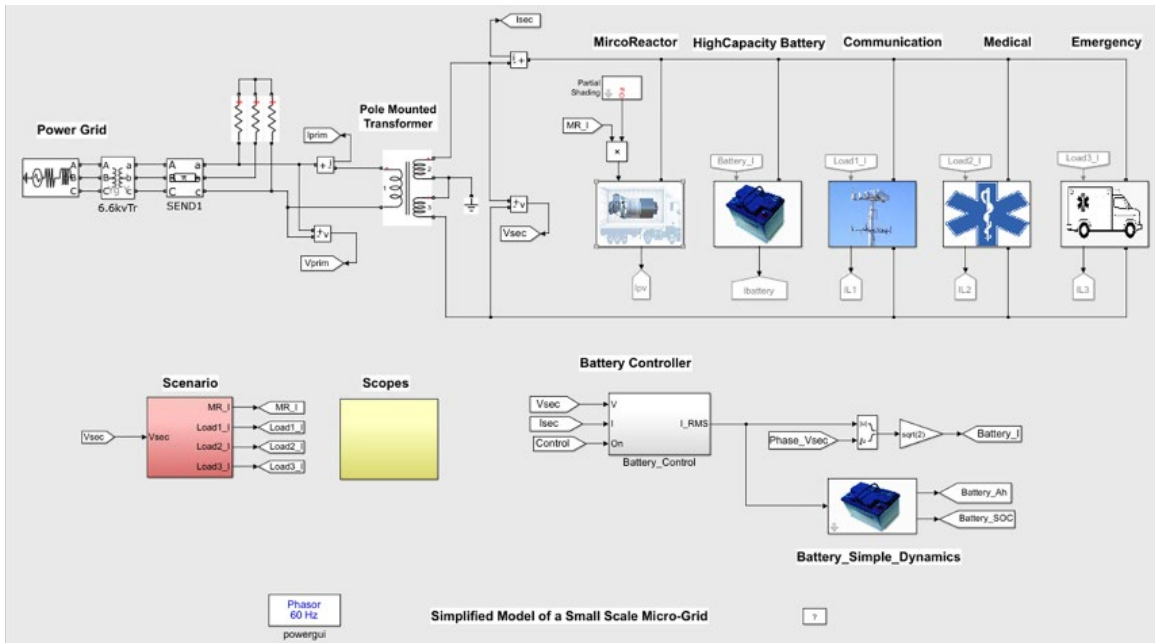 Isec
MircoReactor
HighCapacity Battery
Communication
Medical
Emergency
Partial
Shading
Pole Mounted
Transformer
Power Grid
Iprim
MR_I
Battery_I
Load1_I
Load2_I
Load3_I
A A a A a
B B b B b
C C c C c
6.6kvTr
SEND1
1
2
3
Vsec
Vprim
Ipv
Ibattery
IL1
IL2
IL3
Battery Controller
Scenario
Scopes
Vsec
Vsec
MR_I
Load1_I
Load2_I
Load3_I
MR_I
Load1_I
Load2_I
Load3_I
Vsec
Isec
Control
V
I
On
I_RMS
Battery_Control
Phase_Vsec
sqrt(2)
Battery_I
Battery_Ah
Battery_SOC
Battery_Simple_Dynamics
Phasor
60 Hz
powergui
Simplified Model of a Small Scale Micro-Grid
?